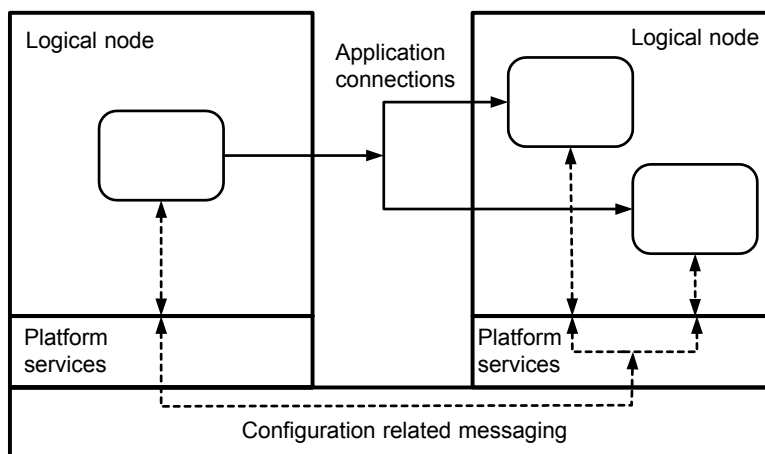 Logical node
Application
connections
Logical node
Platform
services
Platform
services
Configuration related messaging